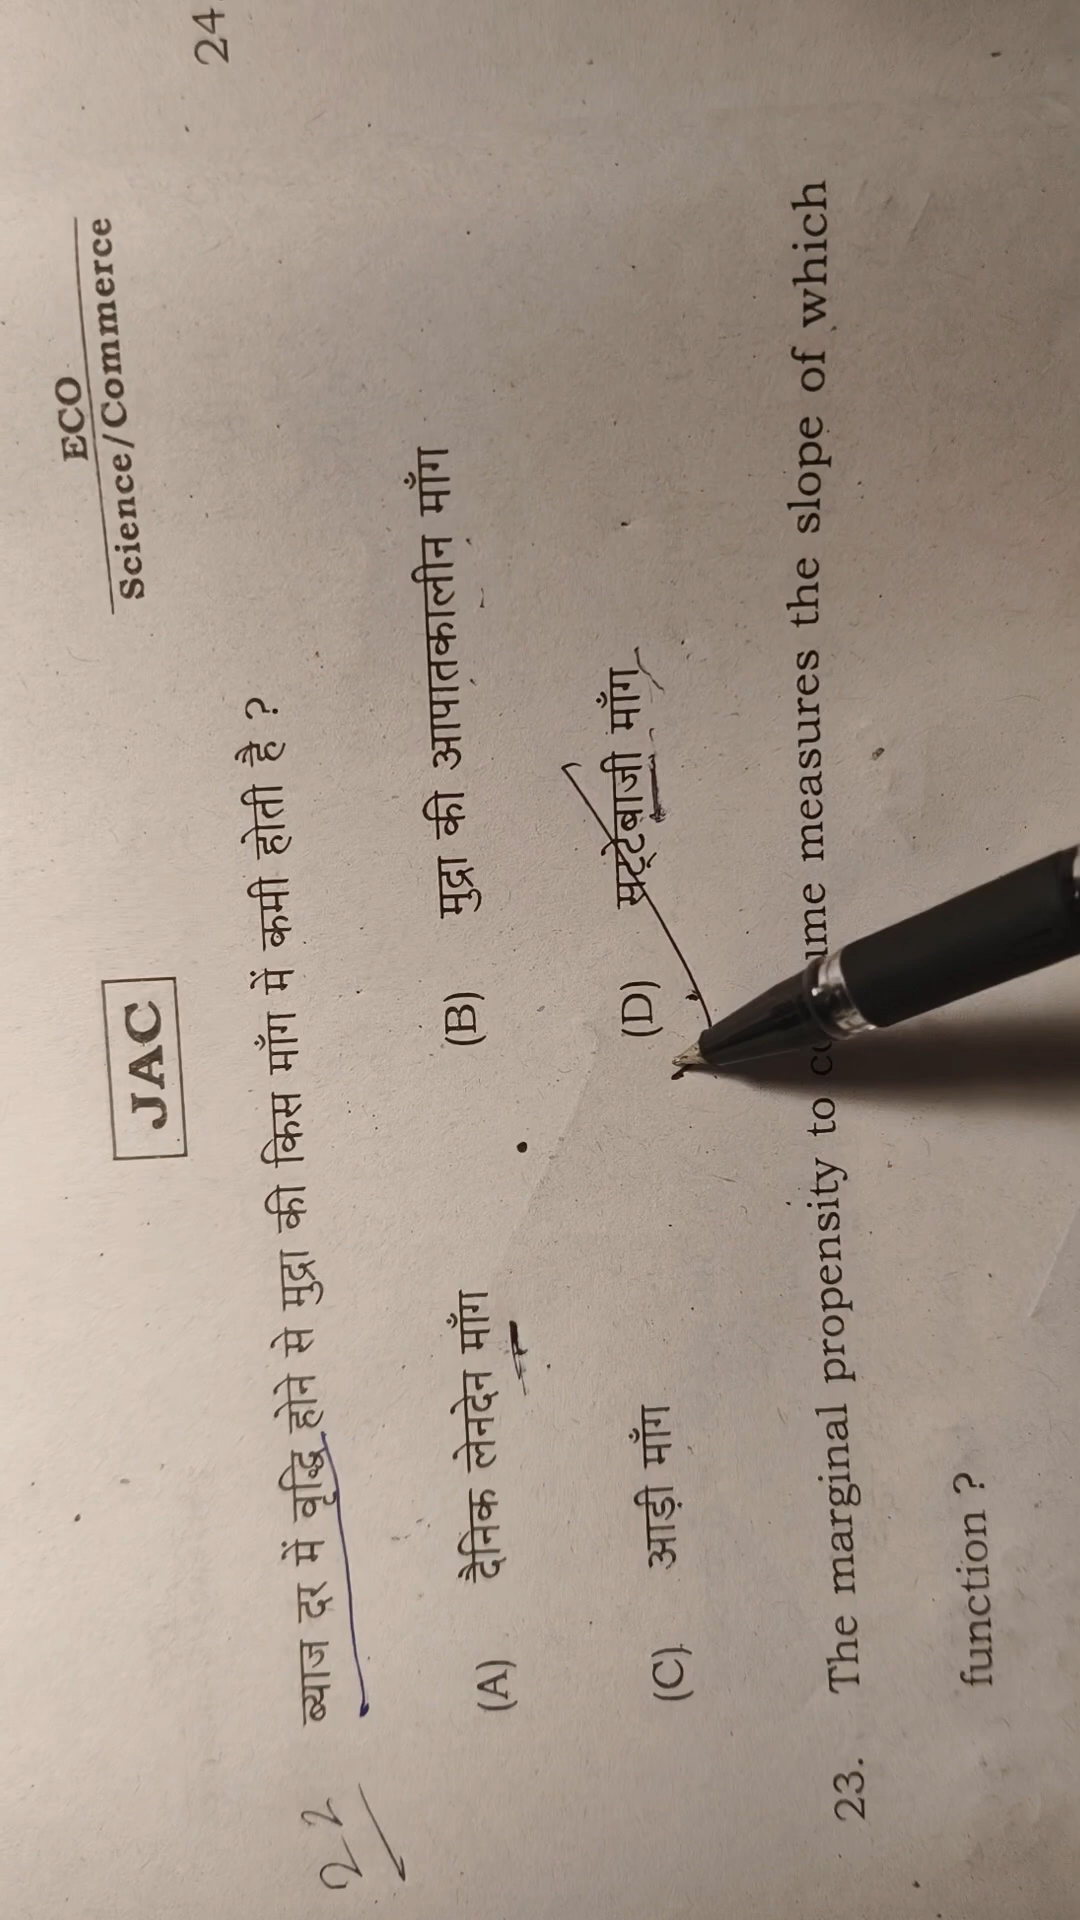 24
ECO
Science/Commerce
JAC
22 ब्याज दर में वृद्धि होने से मुद्रा की किस माँग में कमी होती है ?
(A) दैनिक लेनदेन माँग (B) मुद्रा की आपातकालीन माँग
(C) आड़ी माँग (D) सट्टेबाजी माँग
23. The marginal propensity to measures the slope of which
function ?